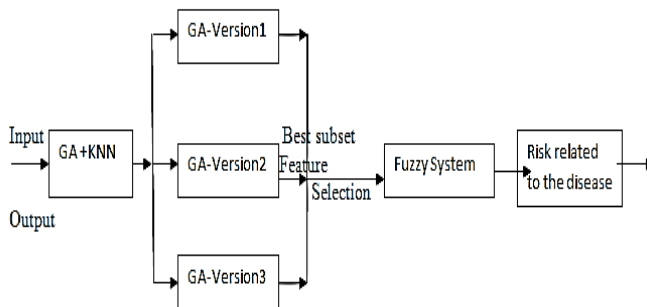 GA-Version1
Input
GA+KNN
GA-Version2
Best subset
Feature
Selection
Fuzzy System
Risk related
to the disease
Output
GA-Version3